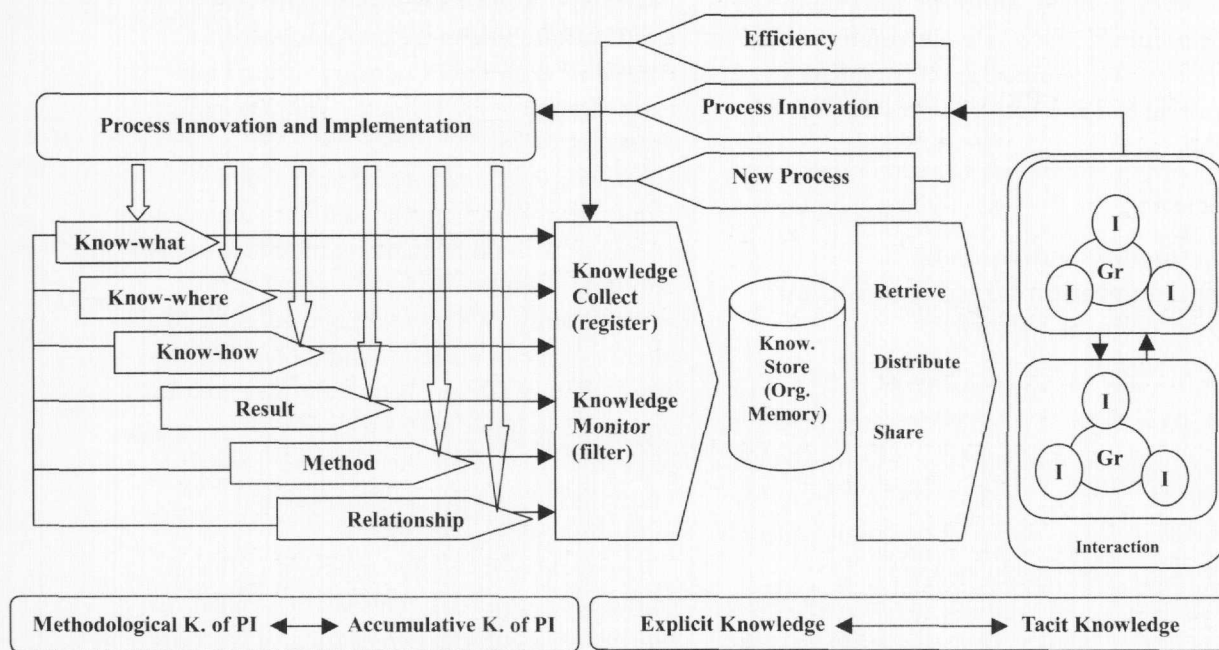 Efficiency
Process Innovation
New Process
Process Innovation and Implementation
Know-what
Know-where
Know-how
Result
Method
Relationship
Knowledge
Collect
(register)
Knowledge
Monitor
(filter)
Know.
Store
(Org.
Memory)
Retrieve
Distribute
Share
I
Gr
I
I
I
Gr
I
I
Interaction
Methodological K. of PI
Accumulative K. of PI
Explicit Knowledge
Tacit Knowledge